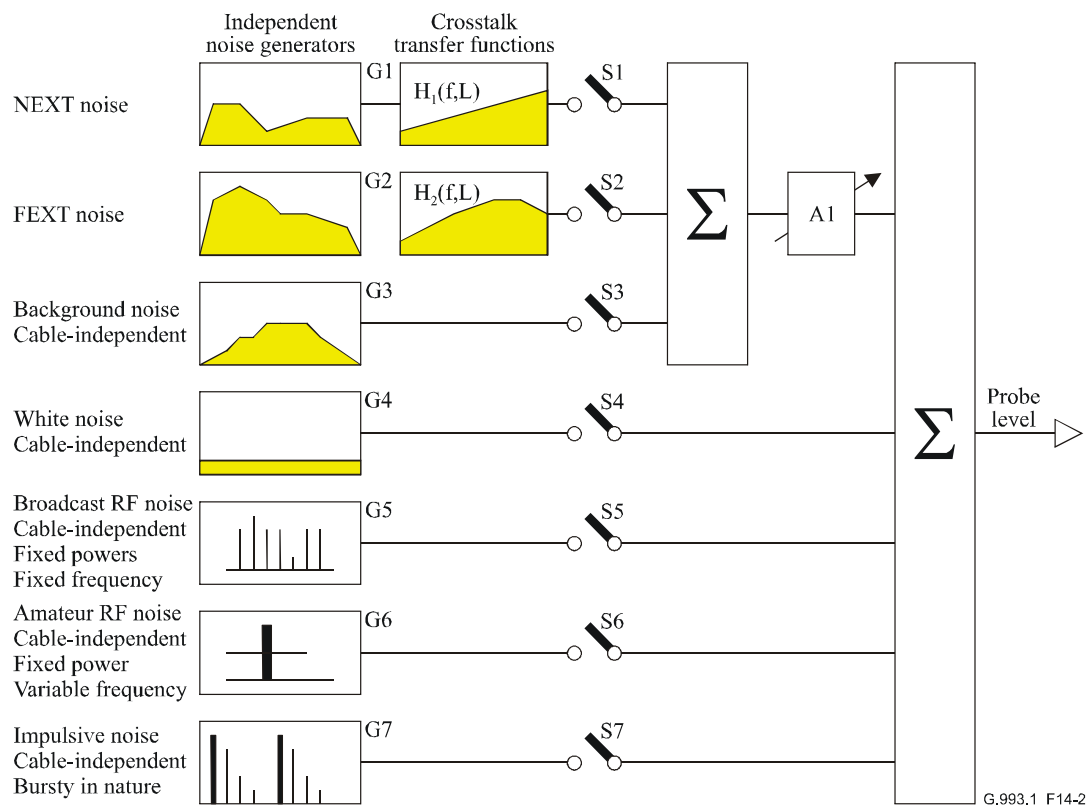 Independent
noise generators
Crosstalk
transfer functions
NEXT noise
G1
H₁(f,L)
S1
FEXT noise
G2
H₂(f,L)
S2
Σ
A1
Background noise
Cable-independent
G3
S3
White noise
Cable-independent
G4
S4
Σ
Probe
level
Broadcast RF noise
Cable-independent
Fixed powers
Fixed frequency
G5
S5
Amateur RF noise
Cable-independent
Fixed power
Variable frequency
G6
S6
Impulsive noise
Cable-independent
Bursty in nature
G7
S7
G.993.1_F14-2